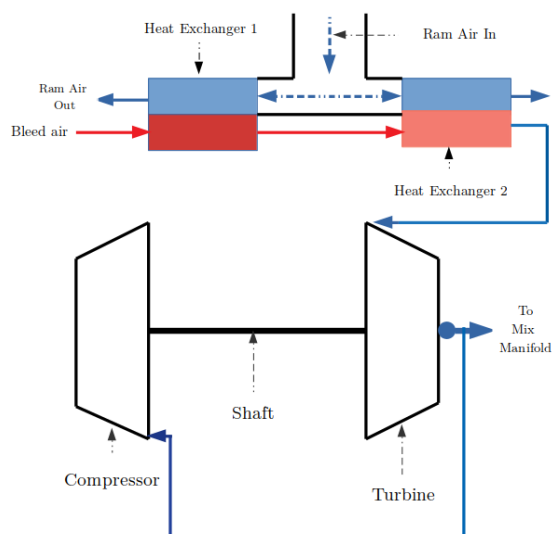 Heat Exchanger 1
Ram Air In
Ram Air
Out
Bleed air
Heat Exchanger 2
To
Mix
Manifold
Shaft
Compressor
Turbine